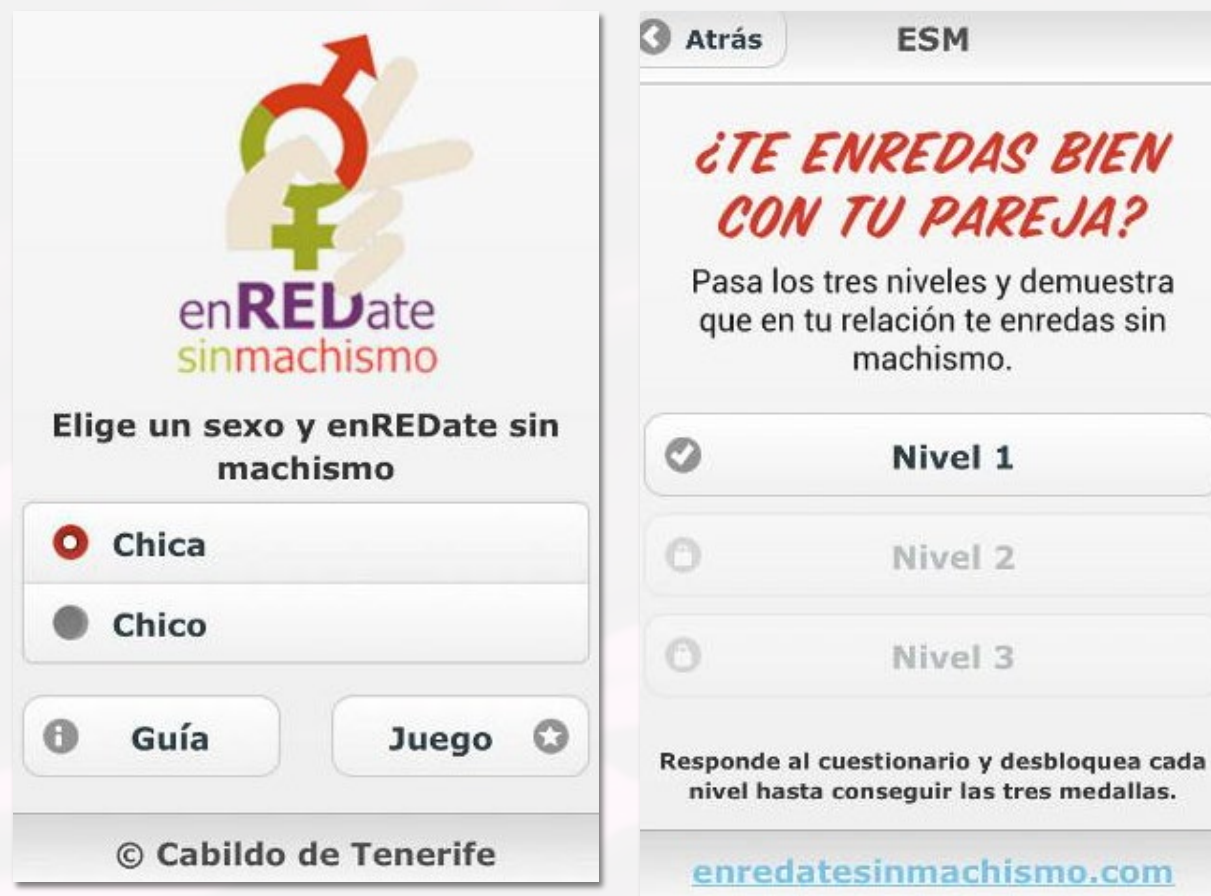 enREDate
sinmachismo
Elige un sexo y enREDate sin
machismo
Chica
Chico
Guía
Juego
© Cabildo de Tenerife
Atrás
ESM
¿TE ENREDAS BIEN
CON TU PAREJA?
Pasa los tres niveles y demuestra
que en tu relación te enredas sin
machismo.
Nivel 1
Nivel 2
Nivel 3
Responde al cuestionario y desbloquea cada
nivel hasta conseguir las tres medallas.
enredatesinmachismo.com